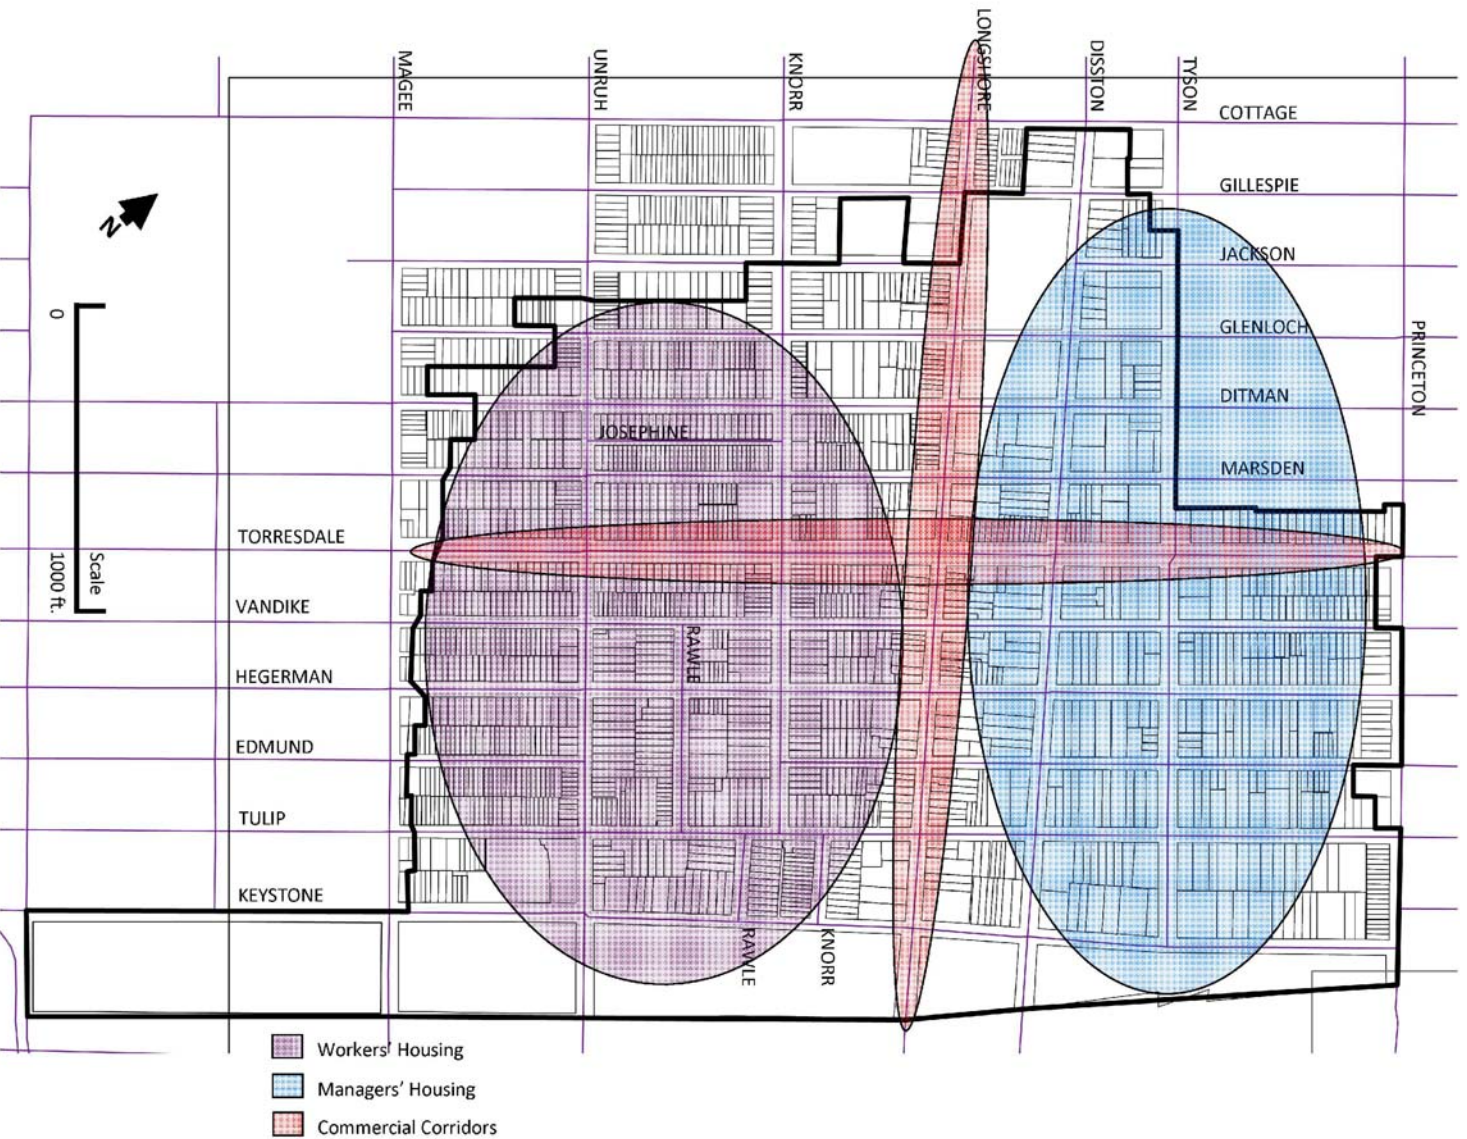 MAGEE
UNRUH
KNORR
LONGSHORE
DISSTON
TYSON
COTTAGE
GILLESPIE
N
JACKSON
0
GLENLOCH
PRINCETON
DITMAN
JOSEPHINE
MARSDEN
TORRESDALE
Scale
1000 ft.
VANDIKE
RAWLE
HEGERMAN
EDMUND
TULIP
KEYSTONE
RAWLE
KNORR
Workers' Housing
Managers' Housing
Commercial Corridors